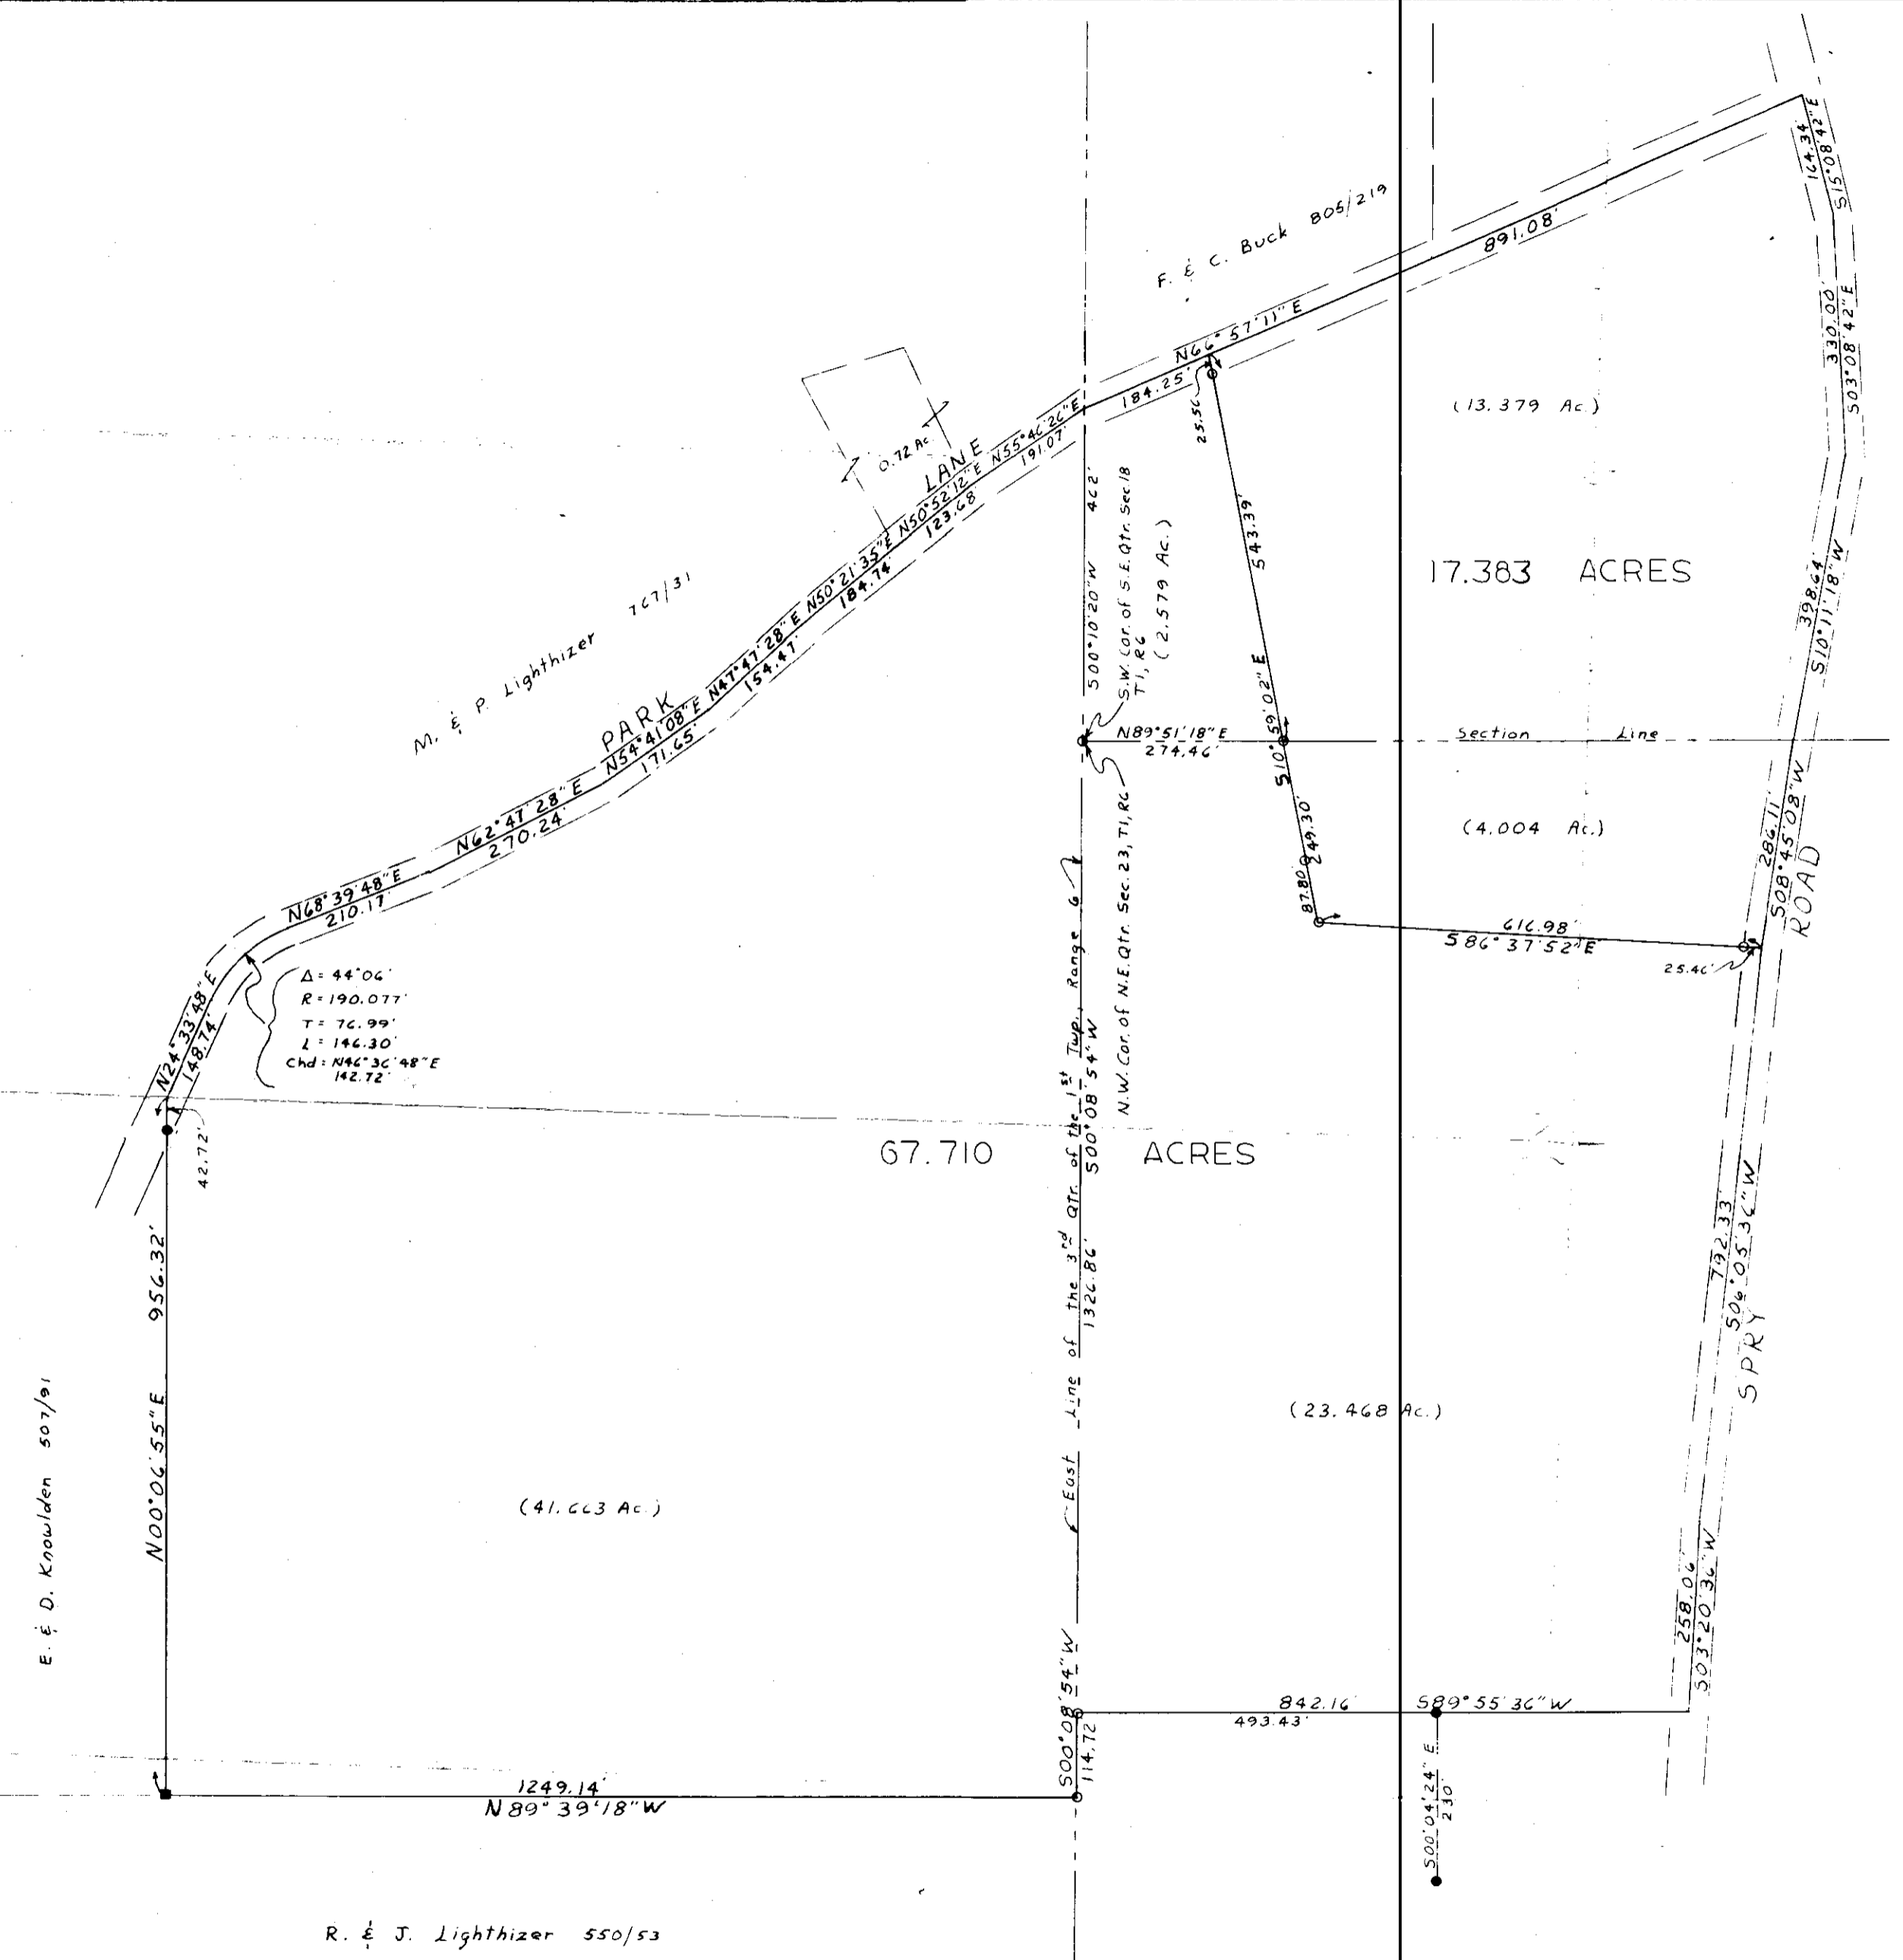 164.34
S15°08'42"E
F. & C. Buck 805/219
891.08'
N66°57'11"E
184.25'
25.56'
330.00'
S03°08'42"E
(13.379 Ac.)
0.72 Ac.
PARK LANE
N55°46'26"E
191.07'
N50°52'12"E
123.68'
N50°21'35"E
184.74'
N47°47'28"E
154.47'
N54°41'08"E
171.65'
N62°47'28"E
270.24'
N68°39'48"E
210.17'
N24°33'48"E
148.74'
M. & P. Lighthizer 767/31
S00°10'20"W 462'
S.W. Cor. of S.E. Qtr. Sec 18
T1, R6
(2.579 Ac.)
543.39'
S10°59'02"E
17.383 ACRES
398.64'
S10°11'18"W
N89°51'18"E
274.46'
Section Line
249.30'
87.80'
(4.004 Ac.)
286.11'
S08°45'08"W
SPRY ROAD
616.98'
S86°37'52"E
25.46'
Δ = 44°06'
R = 190.077'
T = 76.99'
L = 146.30'
Chd = N46°36'48"E
142.72'
N.W. Cor. of N.E. Qtr. Sec. 23, T1, R6
East Line of the 3rd Qtr. of the 1st Twp., Range 6
S00°08'54"W
1326.86'
67.710 ACRES
42.72'
956.32'
N00°06'55"E
E. & D. Knowlden 507/91
792.33'
S06°05'36"W
(23.468 Ac.)
(41.663 Ac.)
258.06'
S03°20'36"W
S00°08'54"W
114.72
842.16' S89°55'36"W
493.43'
S00°04'24"E
230'
1249.14'
N89°39'18"W
R. & J. Lighthizer 550/53